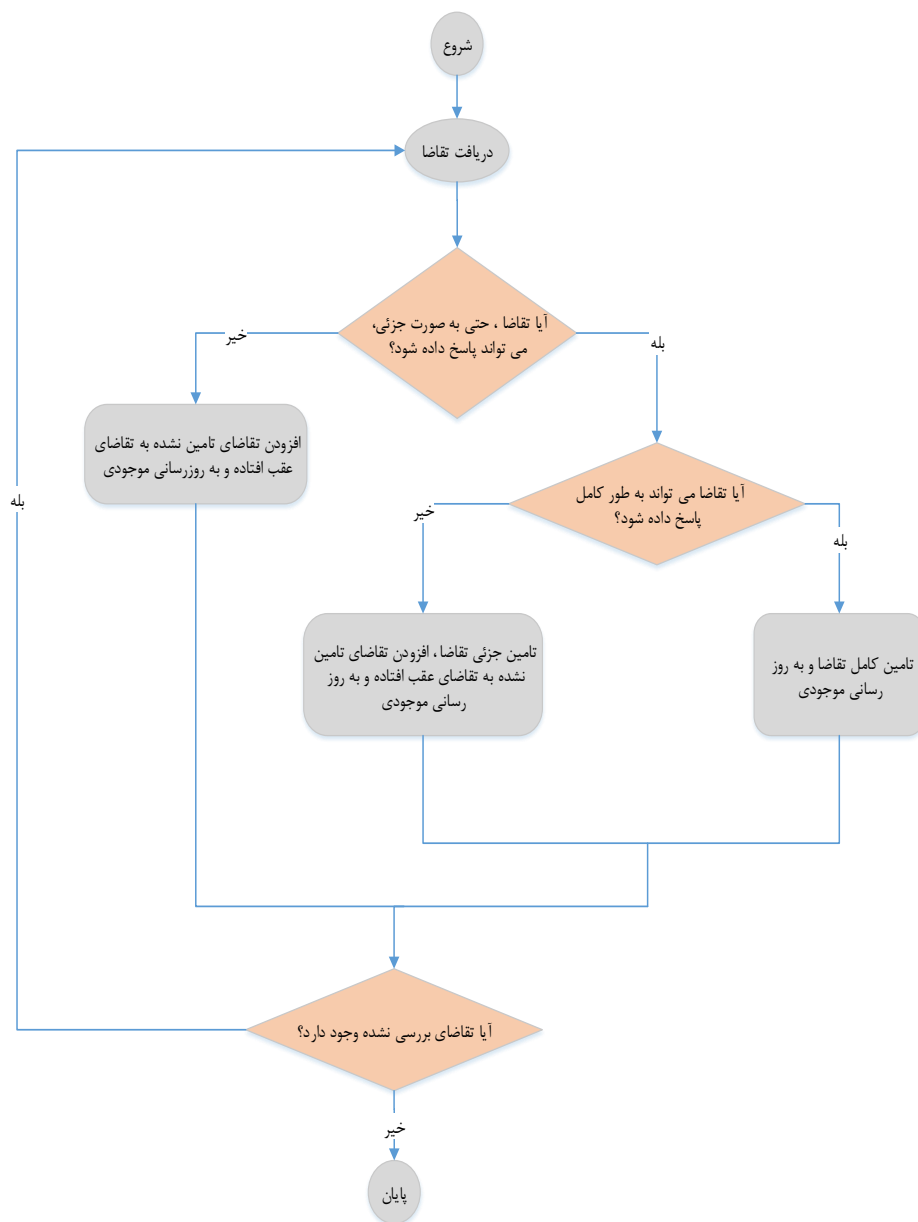 شروع
دریافت تقاضا
آیا تقاضا ، حتی به صورت جزئی،
می تواند پاسخ داده شود؟
خیر
بله
افزودن تقاضای تامین نشده به تقاضای
عقب افتاده و به روزرسانی موجودی
آیا تقاضا می تواند به طور کامل
پاسخ داده شود؟
بله
خیر
بله
تامین جزئی تقاضا ، افزودن تقاضای تامین
نشده به تقاضای عقب افتاده و به روز
رسانی موجودی
تامین کامل تقاضا و به روز
رسانی موجودی
آیا تقاضای بررسی نشده وجود دارد؟
خیر
پایان